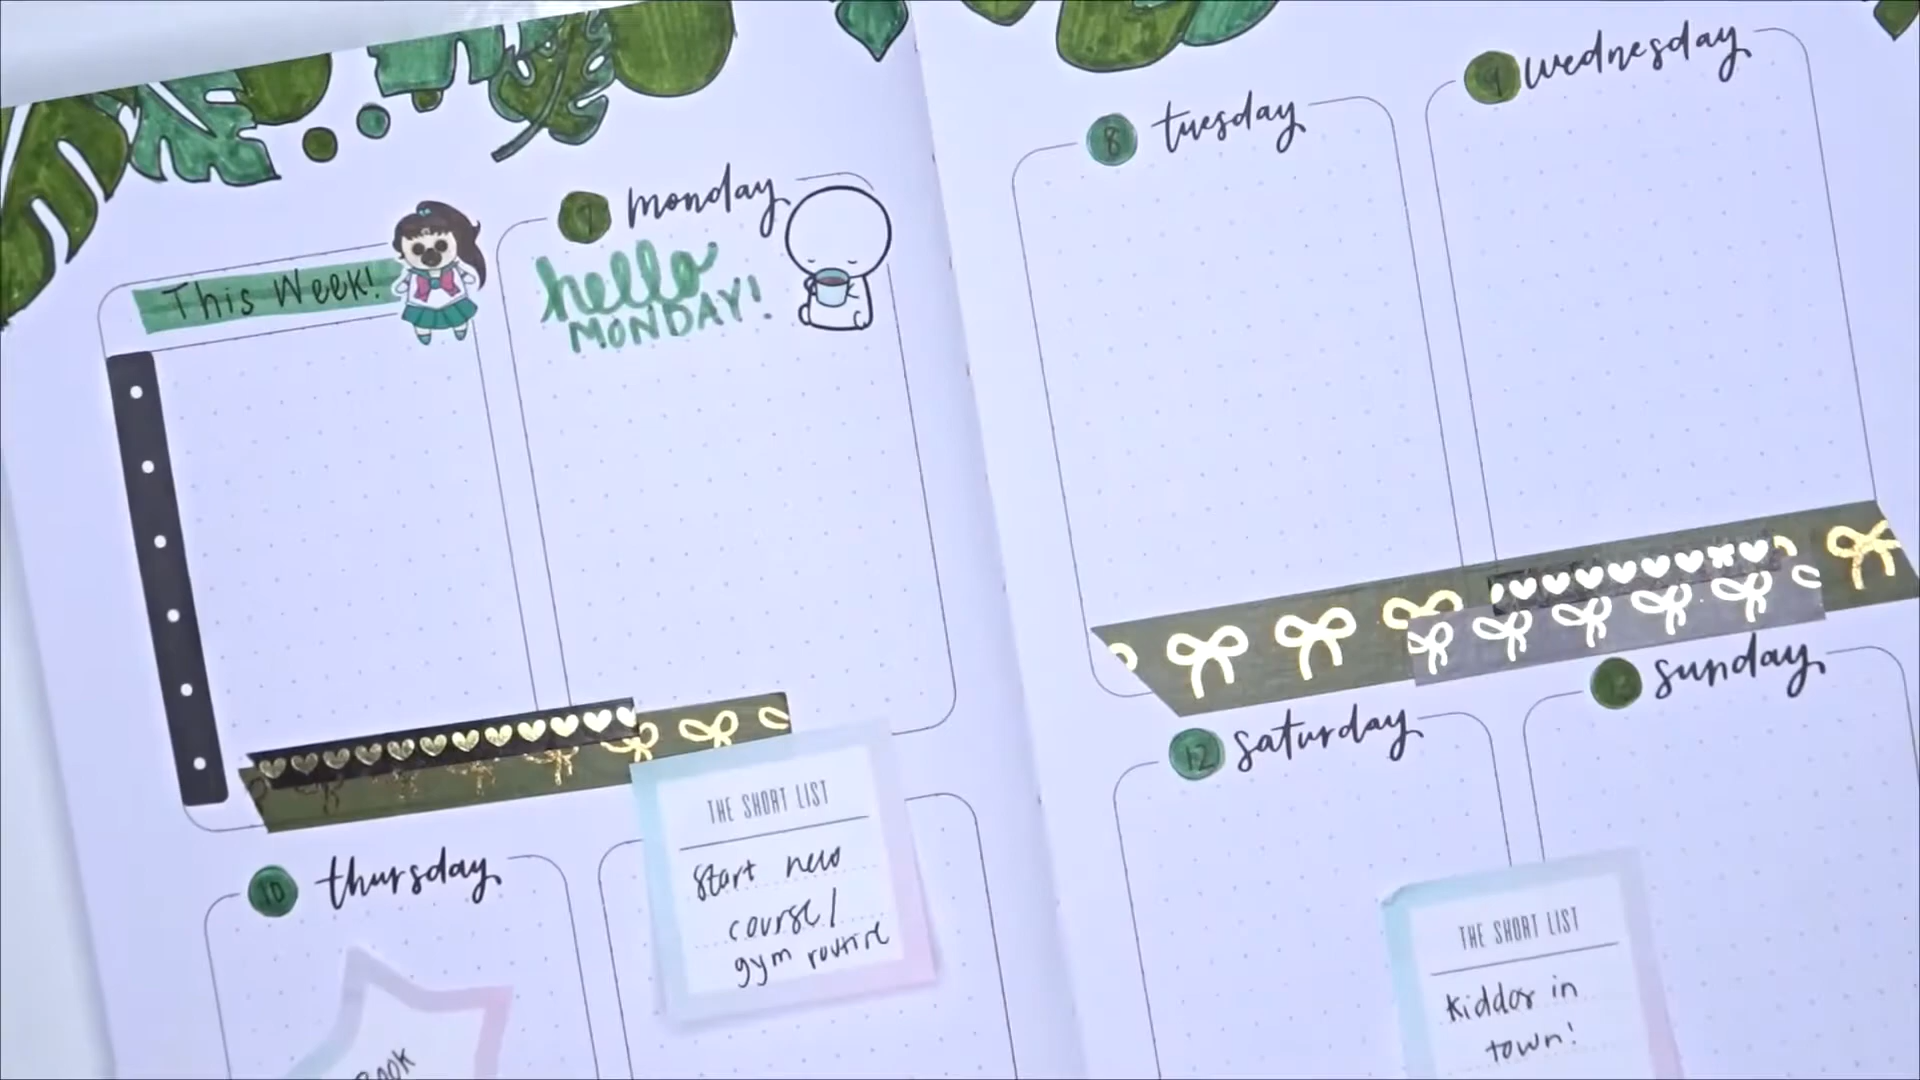 This Week!
7 monday
hello
MONDAY!
8 tuesday
9 wednesday
10 thursday
THE SHORT LIST
Start new
course/
gym routine
12 saturday
sunday
THE SHORT LIST
Kiddos in
town!
BOOK